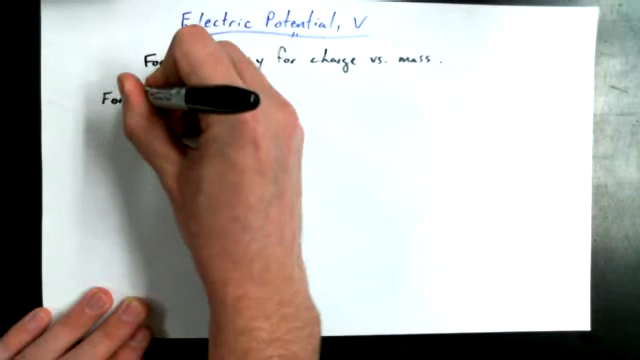 Electric Potential, V
for charge vs. mass.